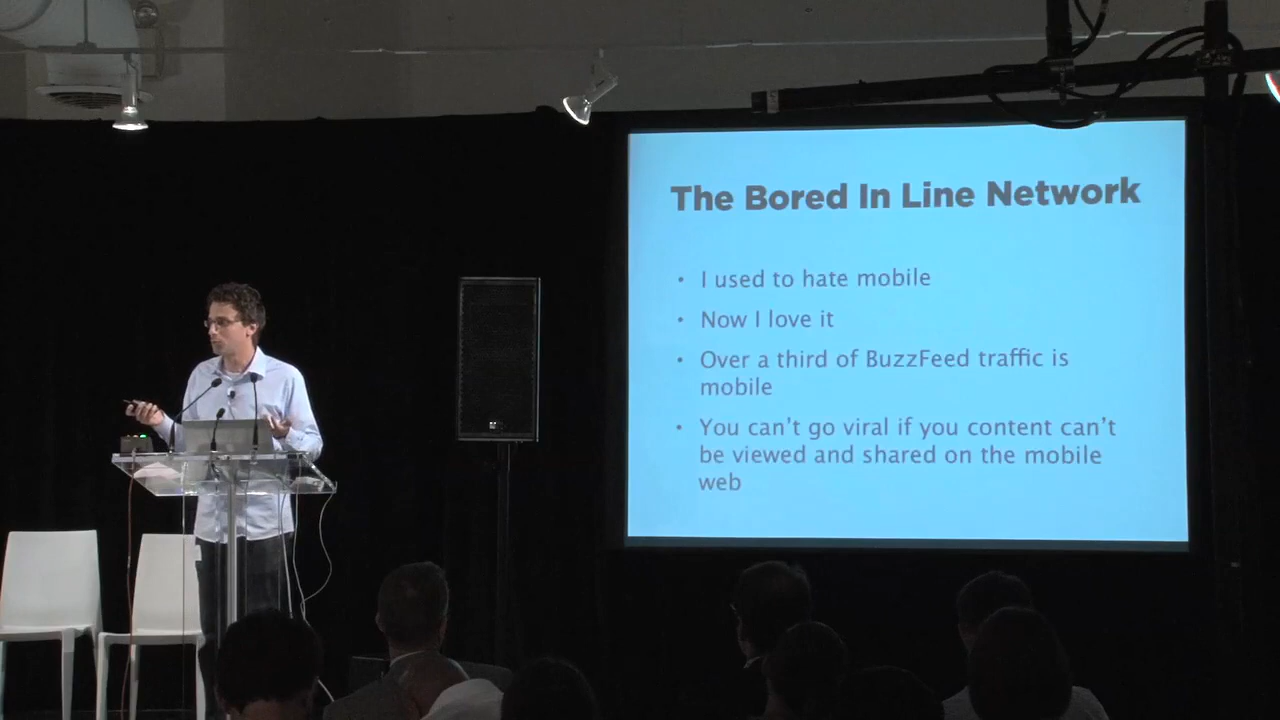 The Bored In Line Network
• I used to hate mobile
• Now I love it
• Over a third of BuzzFeed traffic is
mobile
• You can't go viral if you content can't
be viewed and shared on the mobile
web